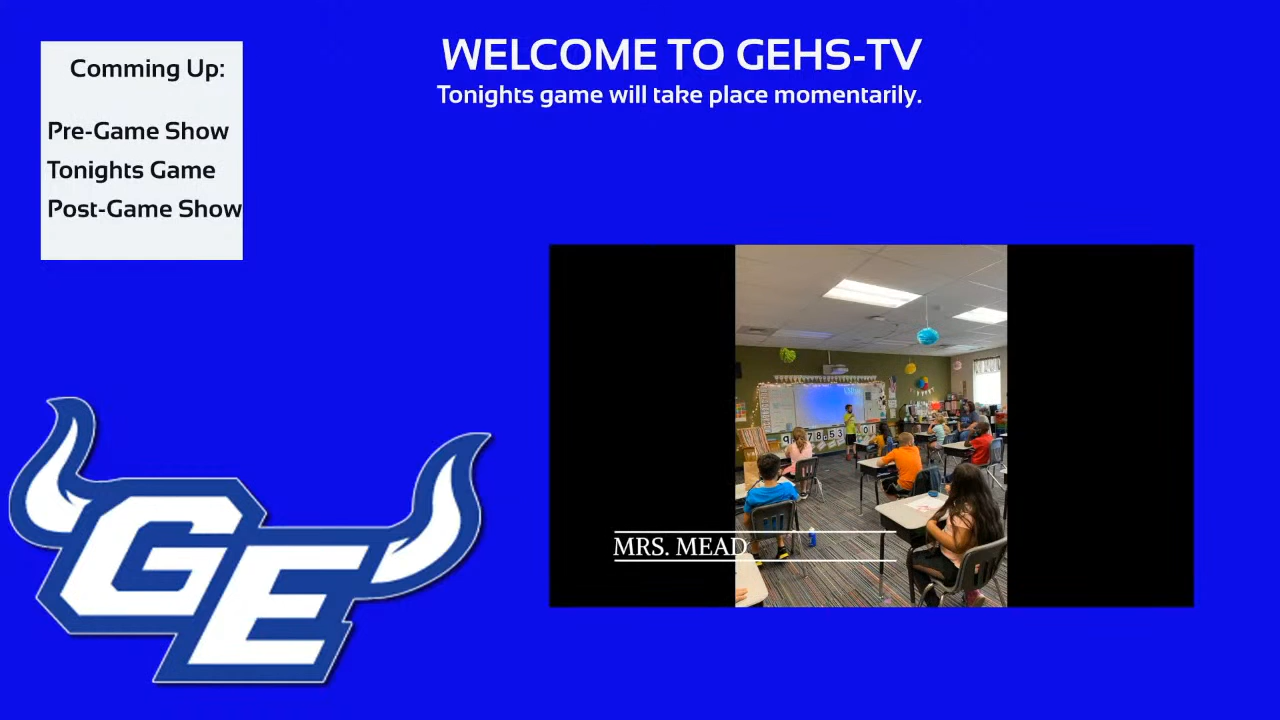 Comming Up:
Pre-Game Show
Tonights Game
Post-Game Show
WELCOME TO GEHS-TV
Tonights game will take place momentarily.
MRS. MEAD
GE